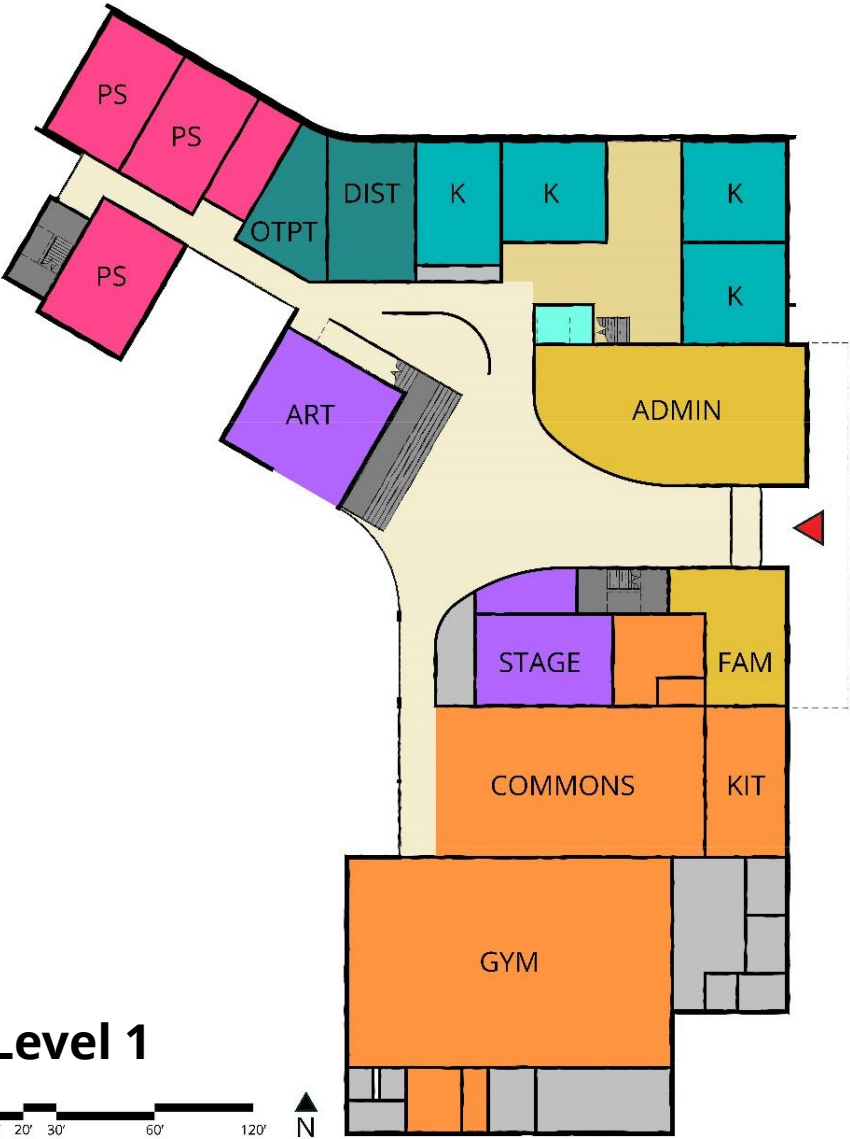 PS
PS
PS
OTPT
DIST
K
K
K
K
ART
ADMIN
STAGE
FAM
COMMONS
KIT
GYM
Level 1
20' 30' 60' 120'
N